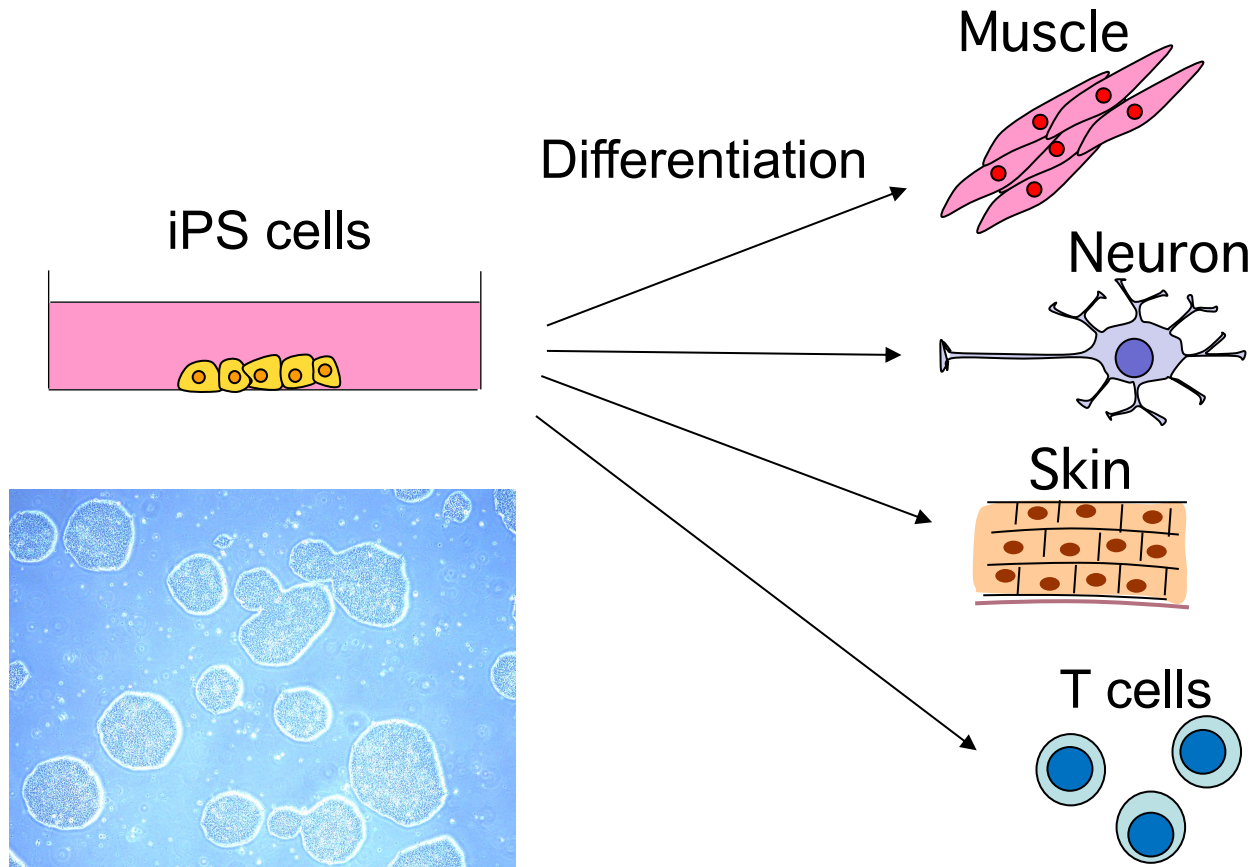 Muscle
Differentiation
iPS cells
Neuron
Skin
T cells